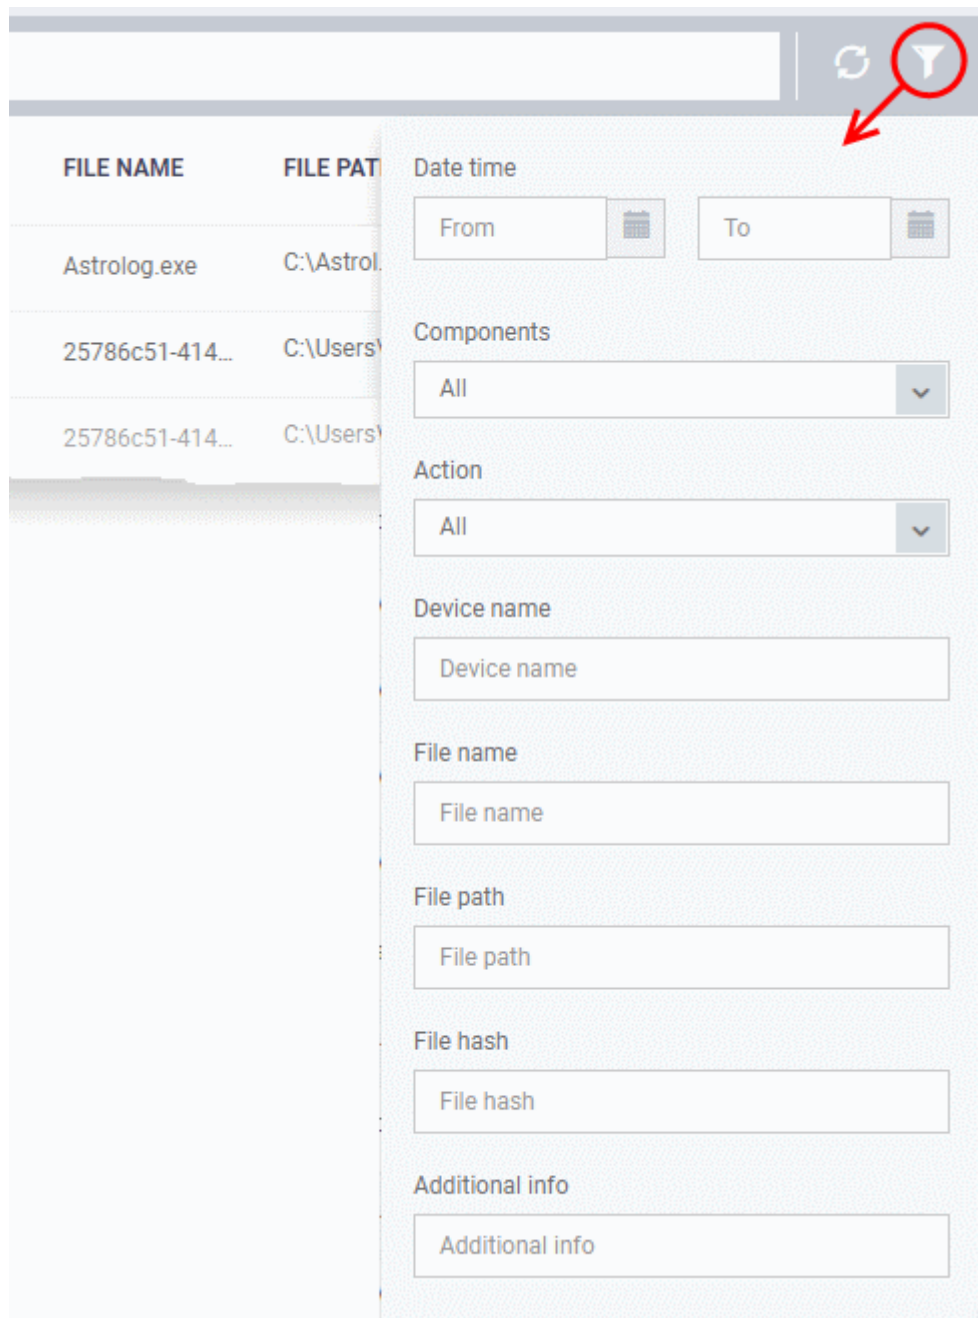 FILE NAME FILE PAT
Astrolog.exe C:\Astrol.
25786c51-414... C:\Users\
25786c51-414... C:\Users\
Date time
From To
Components
All
Action
All
Device name
Device name
File name
File name
File path
File path
File hash
File hash
Additional info
Additional info